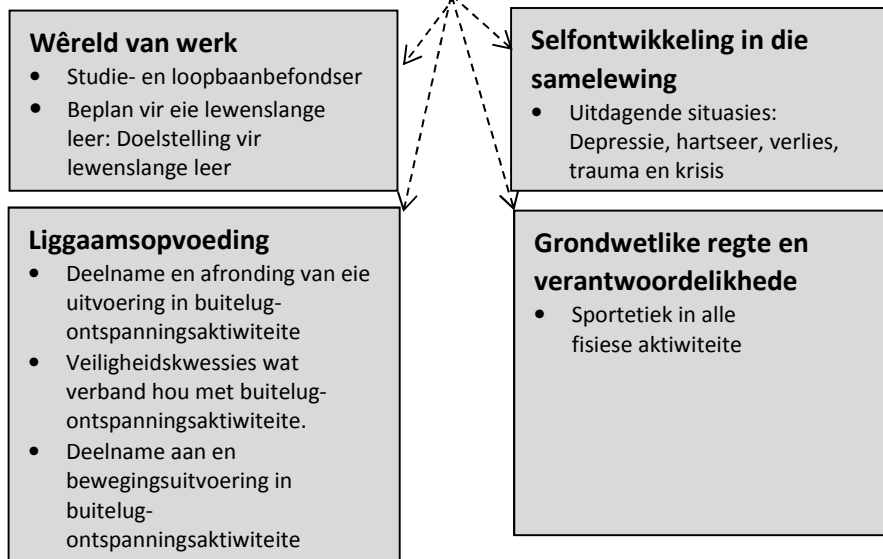 Wêreld van werk
• Studie- en loopbaanbefondser
• Beplan vir eie lewenslange
leer: Doelstelling vir
lewenslange leer
Selfontwikkeling in die
samelewing
• Uitdagende situasies:
Depressie, hartseer, verlies,
trauma en krisis
Liggaamsopvoeding
• Deelname en afronding van eie
uitvoering in buitelug-
ontspanningsaktiwiteite
• Veiligheidskwessies wat
verband hou met buitelug-
ontspanningsaktiwiteite.
• Deelname aan en
bewegingsuitvoering in
buitelug-
ontspanningsaktiwiteite
Grondwetlike regte en
verantwoordelikhede
• Sportetiek in alle
fisiese aktiwiteite